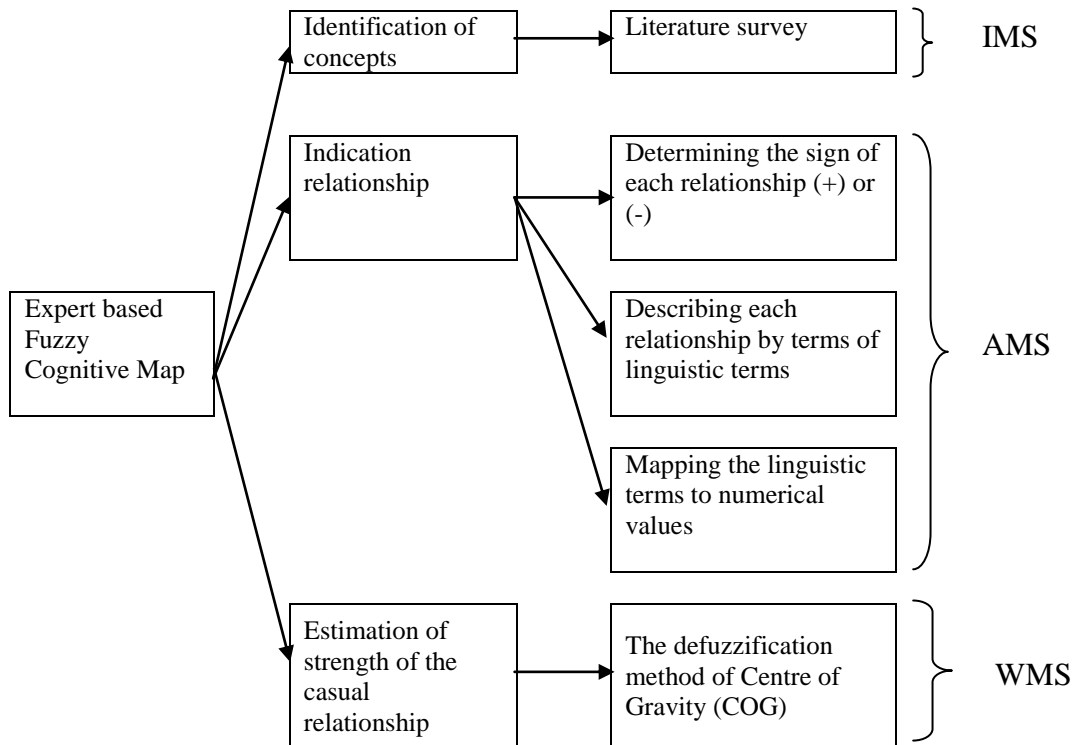 Identification of
concepts
Literature survey
IMS
Indication
relationship
Determining the sign of
each relationship (+) or
(-)
Expert based
Fuzzy
Cognitive Map
Describing each
relationship by terms of
linguistic terms
AMS
Mapping the linguistic
terms to numerical
values
Estimation of
strength of the
casual
relationship
The defuzzification
method of Centre of
Gravity (COG)
WMS